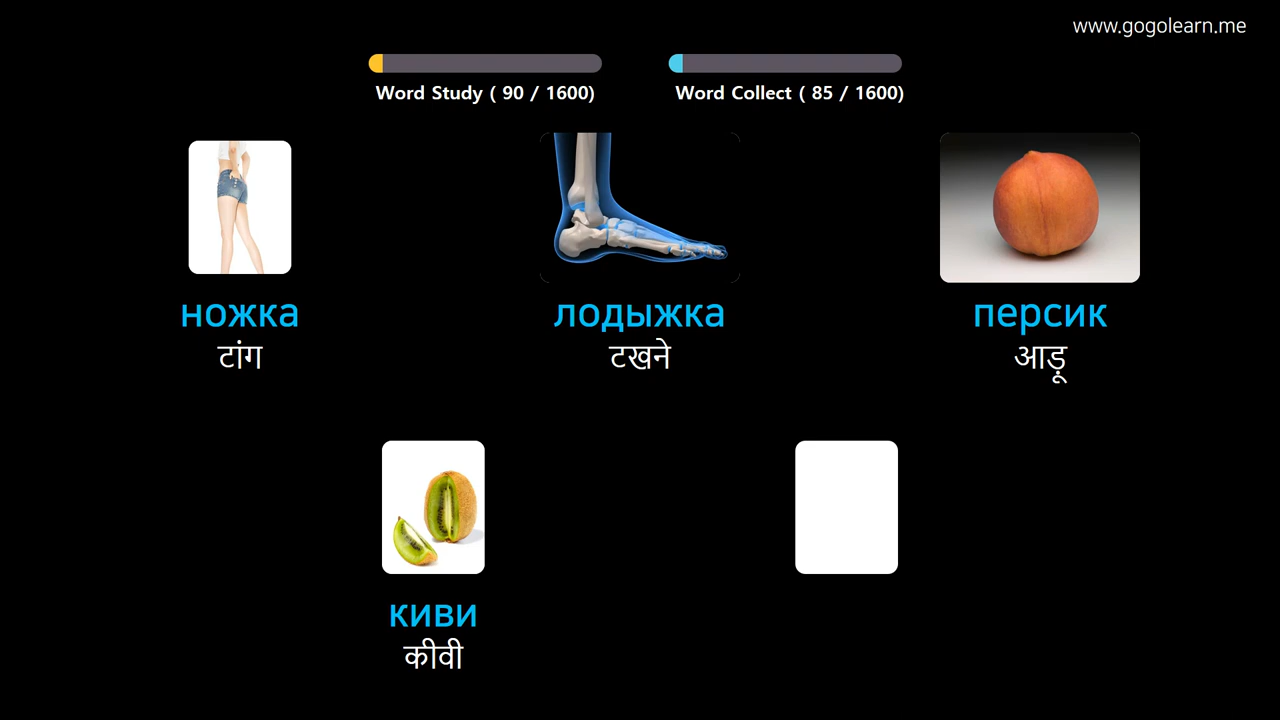 www.gogolearn.me
Word Study ( 90 / 1600)
Word Collect ( 85 / 1600)
ножка
टांग
лодыжка
टखने
персик
आड़ू
киви
कीवी